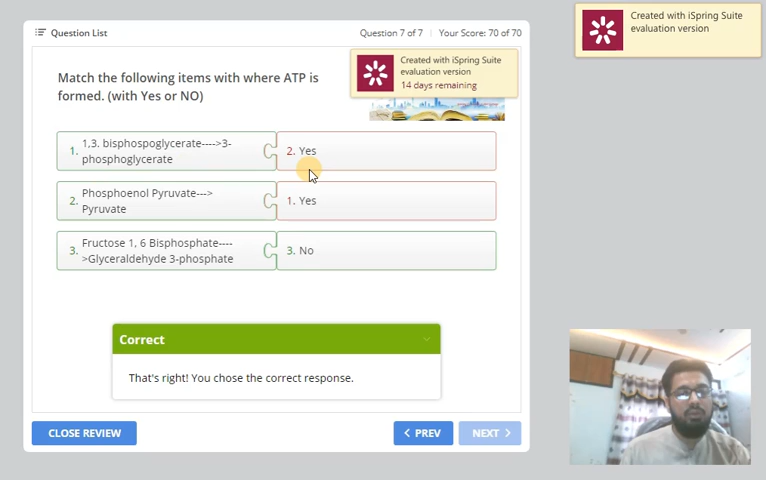 Question List
Question 7 of 7
Your Score: 70 of 70
Created with iSpring Suite
evaluation version
Created with iSpring Suite
evaluation version
14 days remaining
Match the following items with where ATP is
formed. (with Yes or NO)
1. 1,3. bisphospoglycerate---->3-
phosphoglycerate
2. Yes
2. Phosphoenol Pyruvate--->
Pyruvate
1. Yes
3. Fructose 1, 6 Bisphosphate----
>Glyceraldehyde 3-phosphate
3. No
Correct
That's right! You chose the correct response.
CLOSE REVIEW
< PREV
NEXT >